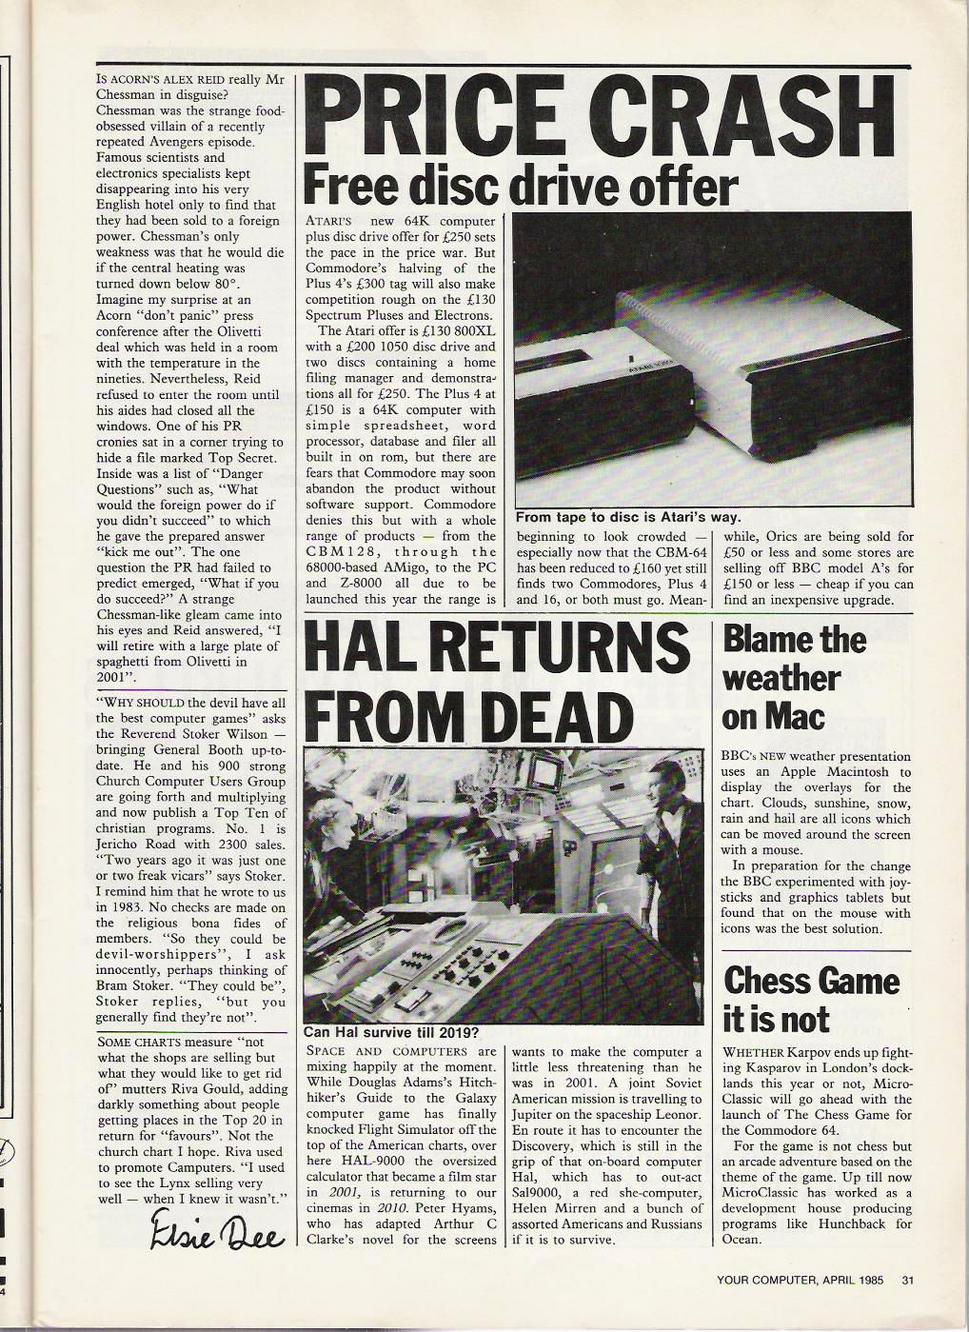 IS ACORN'S ALEX REID really Mr
Chessman in disguise?
Chessman was the strange food-
obsessed villain of a recently
repeated Avengers episode.
Famous scientists and
electronics specialists kept
disappearing into his very
English hotel only to find that
they had been sold to a foreign
power. Chessman's only
weakness was that he would die
if the central heating was
turned down below 80°.
Imagine my surprise at an
Acorn “don't panic” press
conference after the Olivetti
deal which was held in a room
with the temperature in the
nineties. Nevertheless, Reid
refused to enter the room until
his aides had closed all the
windows. One of his PR
cronies sat in a corner trying to
hide a file marked Top Secret.
Inside was a list of “Danger
Questions” such as, “What
would the foreign power do if
you didn't succeed” to which
he gave the prepared answer
“kick me out”. The one
question the PR had failed to
predict emerged, “What if you
do succeed?” A strange
Chessman-like gleam came into
his eyes and Reid answered, “I
will retire with a large plate of
spaghetti from Olivetti in
2001”.
“WHY SHOULD the devil have all
the best computer games” asks
the Reverend Stoker Wilson —
bringing General Booth up-to-
date. He and his 900 strong
Church Computer Users Group
are going forth and multiplying
and now publish a Top Ten of
christian programs. No. 1 is
Jericho Road with 2300 sales.
“Two years ago it was just one
or two freak vicars” says Stoker.
I remind him that he wrote to us
in 1983. No checks are made on
the religious bona fides of
members. “So they could be
devil-worshippers”, I ask
innocently, perhaps thinking of
Bram Stoker. “They could be”,
Stoker replies, “but you
generally find they're not”.
SOME CHARTS measure “not
what the shops are selling but
what they would like to get rid
of” mutters Riva Gould, adding
darkly something about people
getting places in the Top 20 in
return for “favours”. Not the
church chart I hope. Riva used
to promote Camputers. “I used
to see the Lynx selling very
well — when I knew it wasn't.”
Elsie Dee
PRICE CRASH
Free disc drive offer
ATARI'S new 64K computer
plus disc drive offer for £250 sets
the pace in the price war. But
Commodore's halving of the
Plus 4's £300 tag will also make
competition rough on the £130
Spectrum Pluses and Electrons.
The Atari offer is £130 800XL
with a £200 1050 disc drive and
two discs containing a home
filing manager and demonstra-
tions all for £250. The Plus 4 at
£150 is a 64K computer with
simple spreadsheet, word
processor, database and filer all
built in on rom, but there are
fears that Commodore may soon
abandon the product without
software support. Commodore
denies this but with a whole
range of products — from the
CBM128, through the
68000-based AMigo, to the PC
and Z-8000 all due to be
launched this year the range is
From tape to disc is Atari's way.
beginning to look crowded —
especially now that the CBM-64
has been reduced to £160 yet still
finds two Commodores, Plus 4
and 16, or both must go. Mean-
while, Orics are being sold for
£50 or less and some stores are
selling off BBC model A's for
£150 or less — cheap if you can
find an inexpensive upgrade.
HAL RETURNS
FROM DEAD
Can Hal survive till 2019?
SPACE AND COMPUTERS are
mixing happily at the moment.
While Douglas Adams's Hitch-
hiker's Guide to the Galaxy
computer game has finally
knocked Flight Simulator off the
top of the American charts, over
here HAL-9000 the oversized
calculator that became a film star
in 2001, is returning to our
cinemas in 2010. Peter Hyams,
who has adapted Arthur C
Clarke's novel for the screens
wants to make the computer a
little less threatening than he
was in 2001. A joint Soviet
American mission is travelling to
Jupiter on the spaceship Leonor.
En route it has to encounter the
Discovery, which is still in the
grip of that on-board computer
Hal, which has to out-act
Sal9000, a red she-computer,
Helen Mirren and a bunch of
assorted Americans and Russians
if it is to survive.
Blame the
weather
on Mac
BBC's NEW weather presentation
uses an Apple Macintosh to
display the overlays for the
chart. Clouds, sunshine, snow,
rain and hail are all icons which
can be moved around the screen
with a mouse.
In preparation for the change
the BBC experimented with joy-
sticks and graphics tablets but
found that on the mouse with
icons was the best solution.
Chess Game
it is not
WHETHER Karpov ends up fight-
ing Kasparov in London's dock-
lands this year or not, Micro-
Classic will go ahead with the
launch of The Chess Game for
the Commodore 64.
For the game is not chess but
an arcade adventure based on the
theme of the game. Up till now
MicroClassic has worked as a
development house producing
programs like Hunchback for
Ocean.
YOUR COMPUTER, APRIL 1985 31